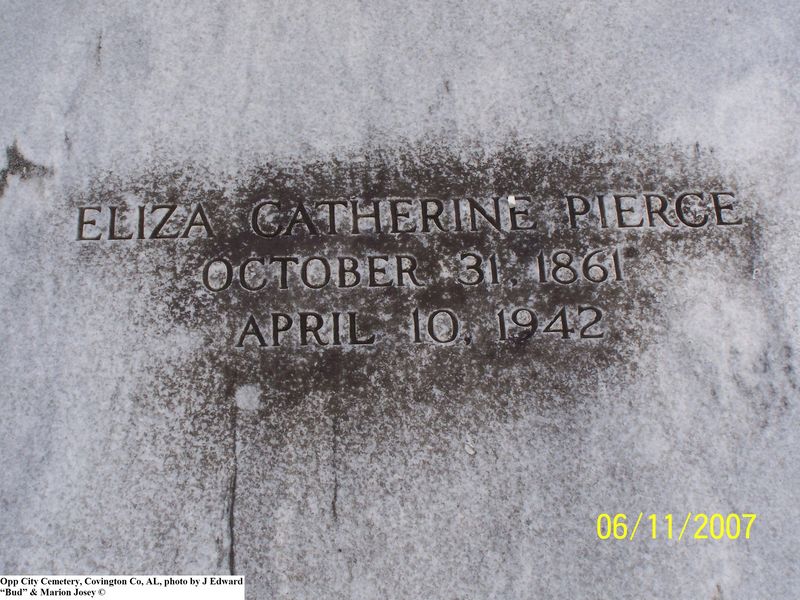 ELIZA CATHERINE PIERCE
OCTOBER 31, 1861
APRIL 10, 1942
06/11/2007
Opp City Cemetery, Covington Co, AL, photo by J Edward
“Bud” & Marion Josey ©